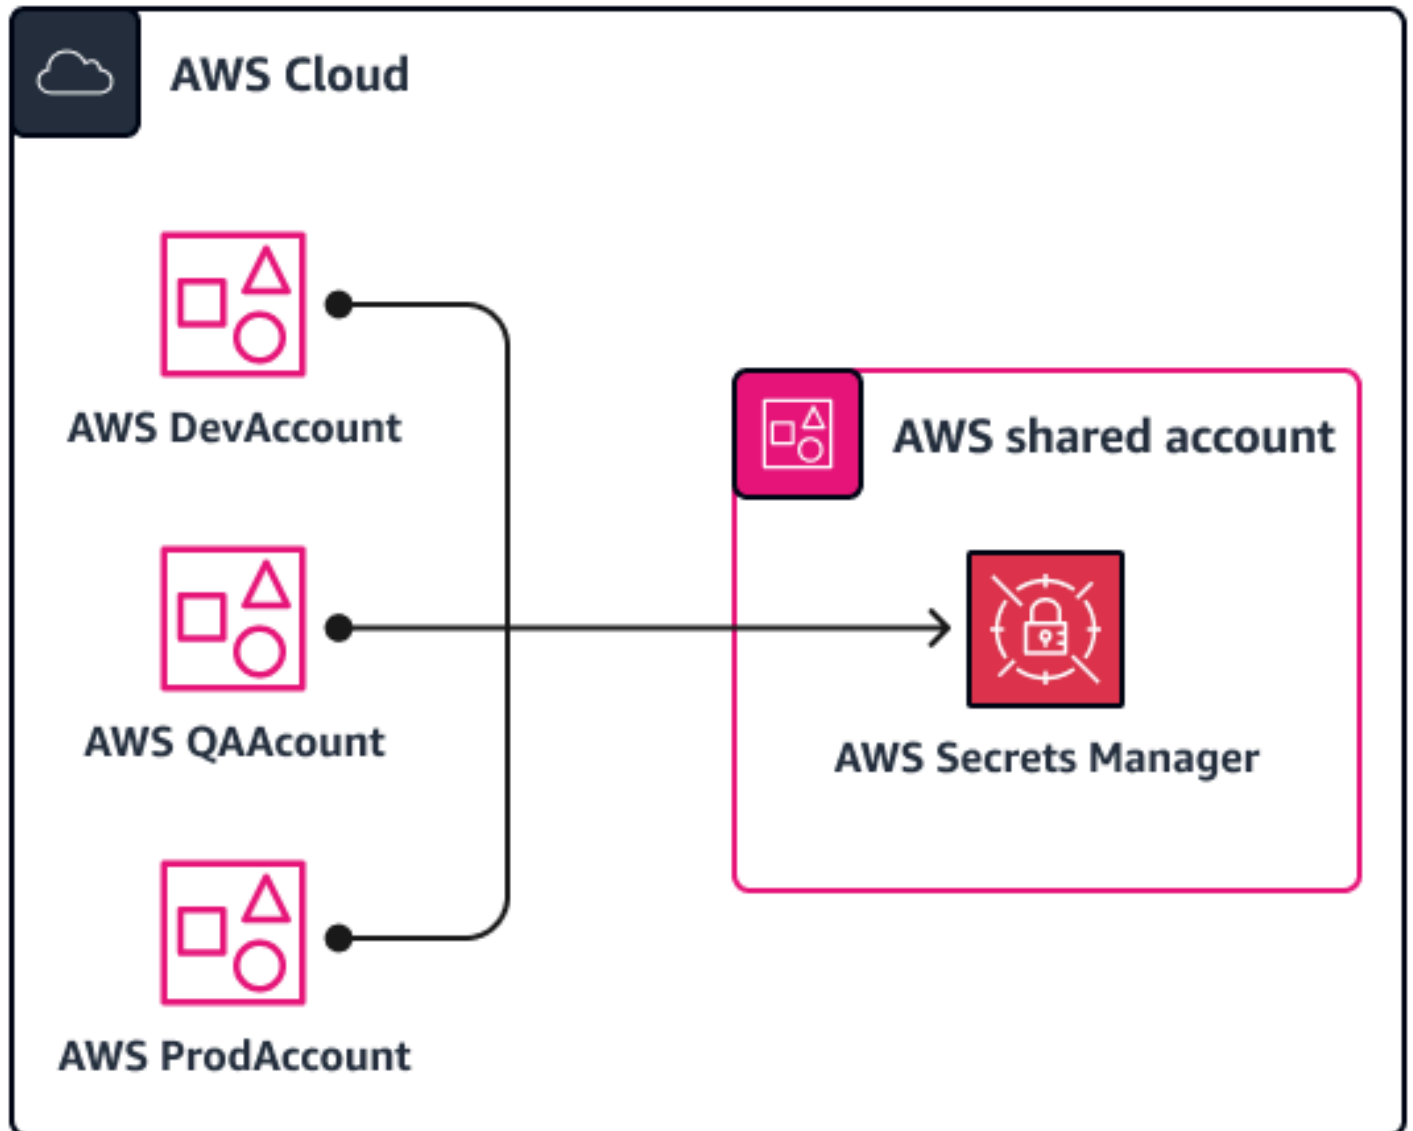 AWS Cloud
AWS DevAccount
AWS shared account
AWS QAAcount
AWS Secrets Manager
AWS ProdAccount